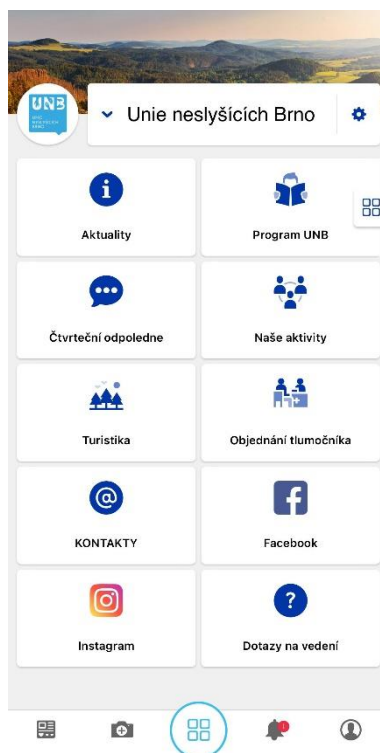 UNB
Unie neslyšících Brno
Aktuality
Program UNB
Čtvrteční odpoledne
Naše aktivity
Turistika
Objednání tlumočníka
KONTAKTY
Facebook
Instagram
Dotazy na vedení